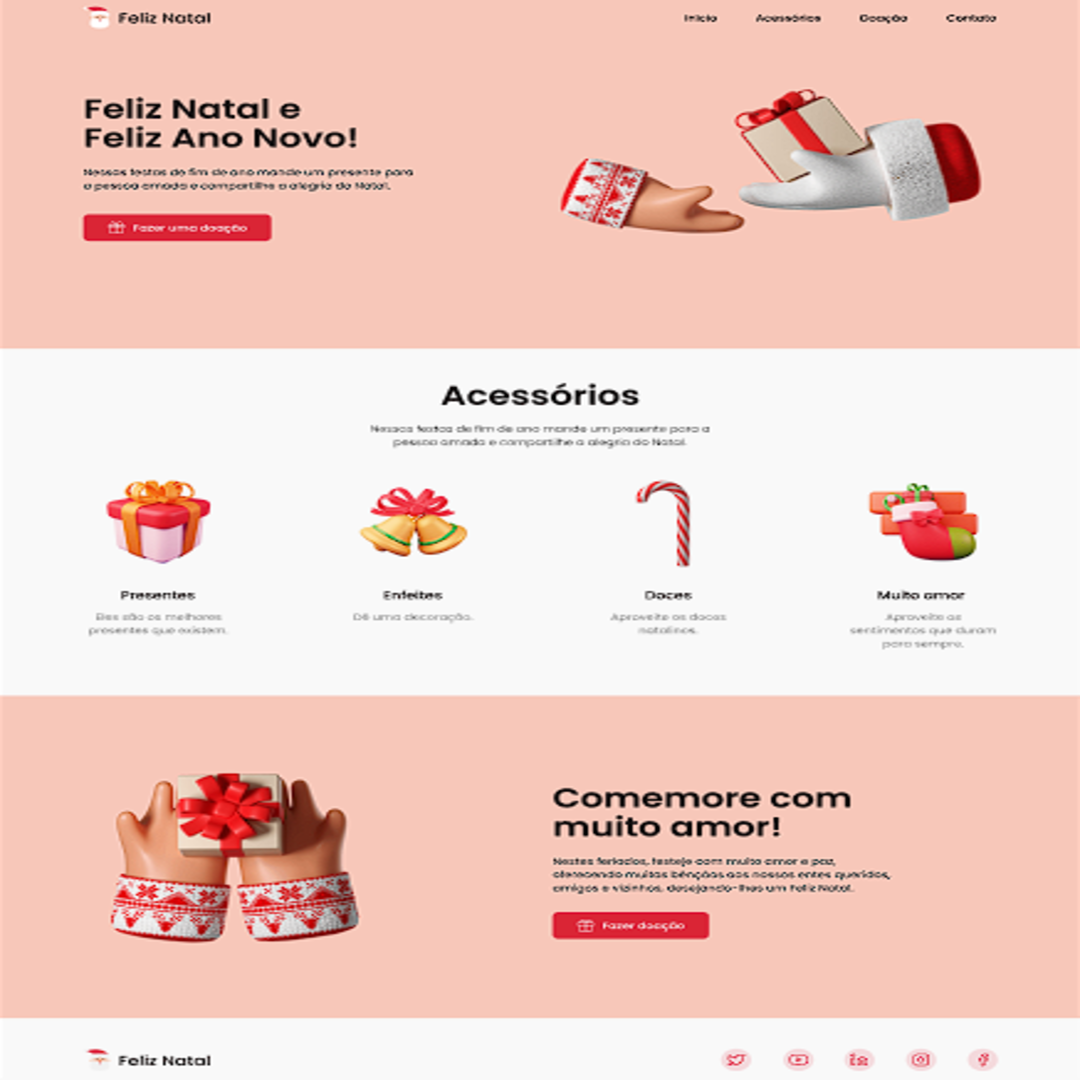 Feliz Natal
Início
Acessórios
Doação
Contato
Feliz Natal e
Feliz Ano Novo!
Nessas festas de fim de ano mande um presente para
a pessoa amada e compartilhe a alegria do Natal.
Fazer uma doação
Acessórios
Nessas festas de fim de ano mande um presente para a
pessoa amada e compartilhe a alegria do Natal.
Presentes
Eles são os melhores
presentes que existem.
Enfeites
Dê uma decoração.
Doces
Aproveite os doces
natalinos.
Muito amor
Aproveite os
sentimentos que duram
para sempre.
Comemore com
muito amor!
Nestes feriados, festeje com muito amor e paz,
oferecendo muitas bênçãos aos nossos entes queridos,
amigos e vizinhos, desejando-lhes um Feliz Natal.
Fazer doação
Feliz Natal